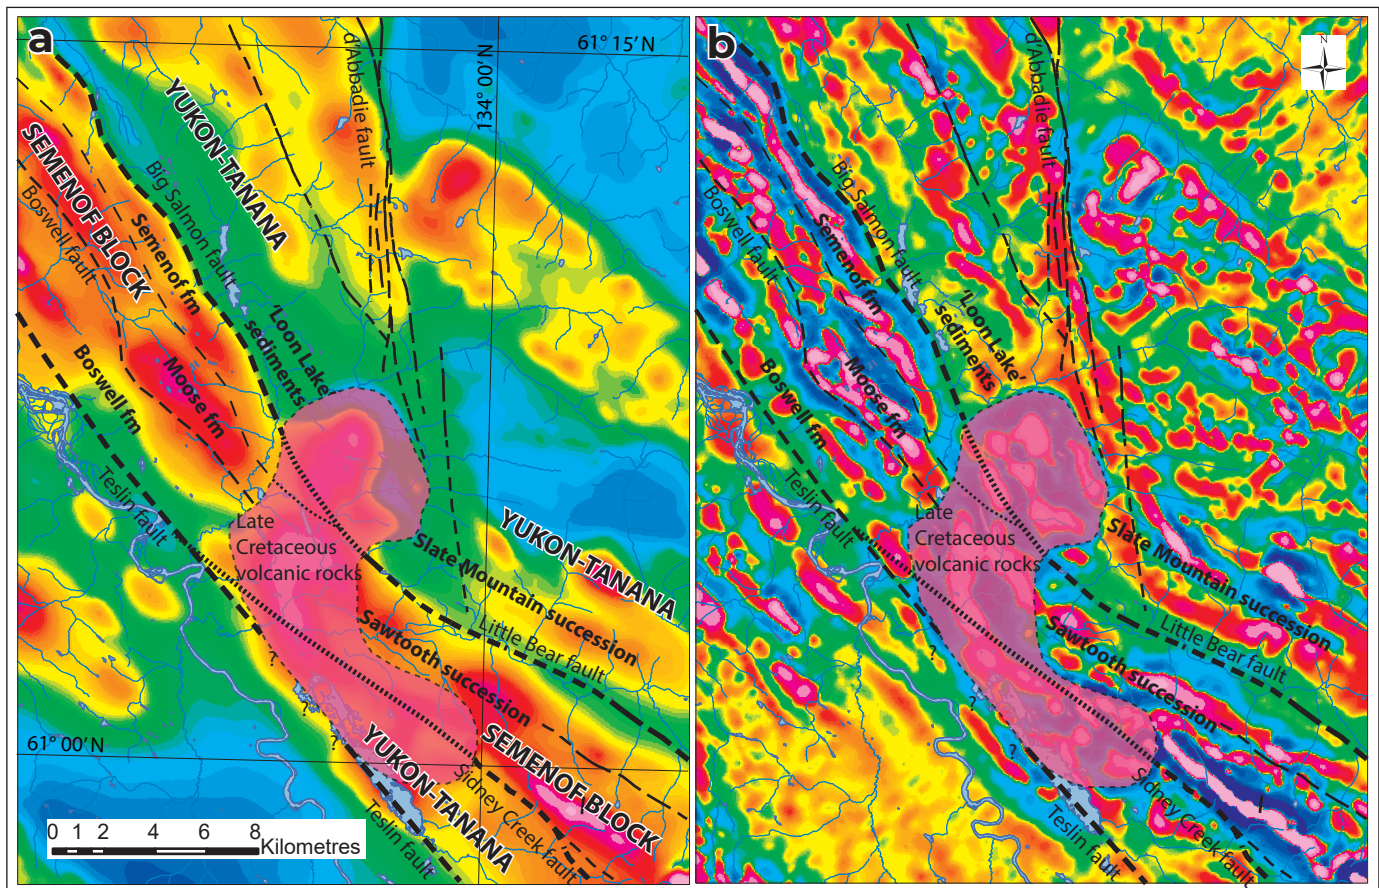 a
61° 15' N
134° 00' N
d'Abbadie fault
YUKON-TANANA
SEMENOF BLOCK
Big Salmon fault
Boswell fault
Semenof fm
'Loon Lake'
sediments
Moose fm
Boswell fm
Teslin fault
Late
Cretaceous
volcanic rocks
YUKON-TANANA
Slate Mountain succession
Little Bear fault
Sawtooth succession
?
?
?
61° 00' N
SEMENOF BLOCK
YUKON-TANANA
Sidney Creek fault
Teslin fault
0 1 2 4 6 8
Kilometres
b
N
d'Abbadie fault
Big Salmon fault
Boswell fault
Semenof fm
'Loon Lake'
sediments
Moose fm
Boswell fm
Teslin fault
Late
Cretaceous
volcanic rocks
Slate Mountain succession
Little Bear fault
Sawtooth succession
?
?
?
Sidney Creek fault
Teslin fault